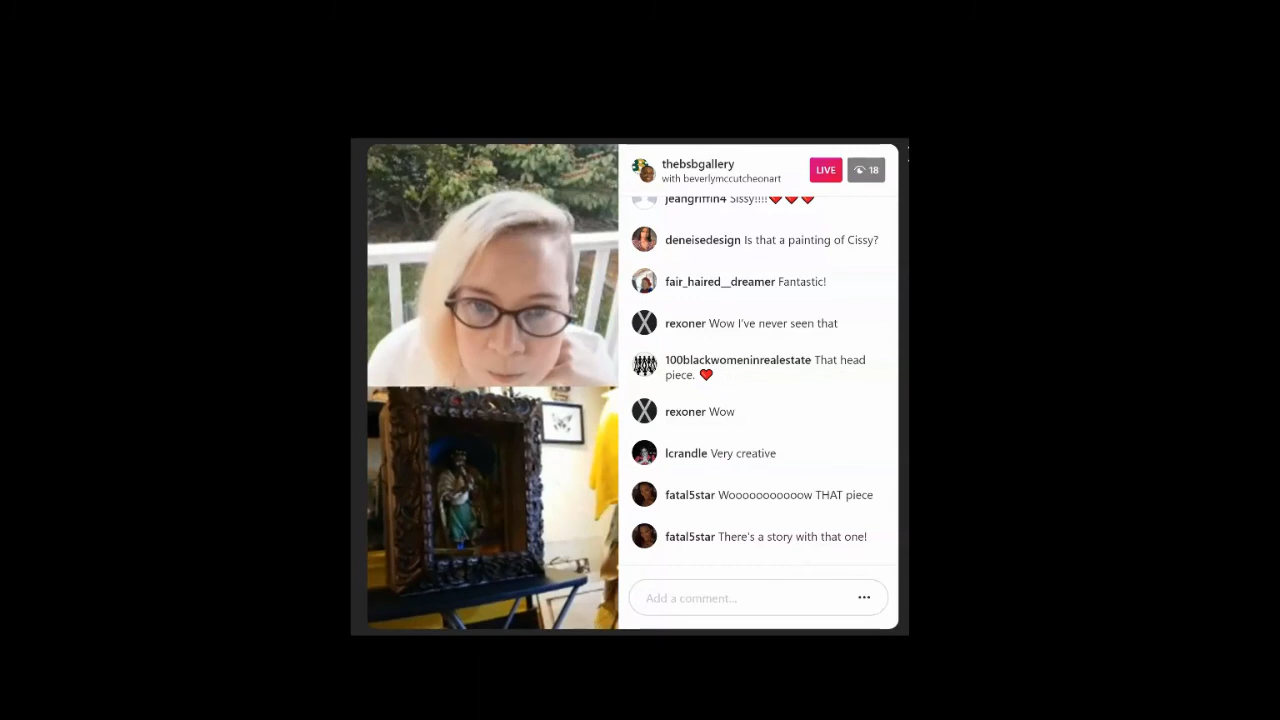 thebsbgallery
with beverlymccutcheonart
LIVE
18
jeangriffin4 Sissy!!!!❤❤❤
deneisedesign Is that a painting of Cissy?
fair_haired__dreamer Fantastic!
rexoner Wow I've never seen that
100blackwomeninrealestate That head
piece. ❤
rexoner Wow
lcrandle Very creative
fatal5star Wooooooooooow THAT piece
fatal5star There's a story with that one!
Add a comment...